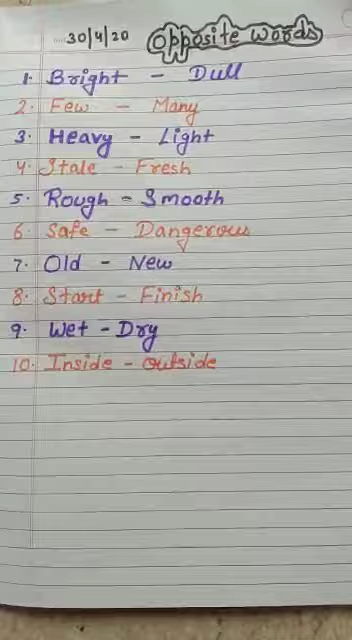 30/4/20 Opposite words
1. Bright - Dull
2. Few - Many
3. Heavy - Light
4. Stale - Fresh
5. Rough - Smooth
6. Safe - Dangerous
7. Old - New
8. Start - Finish
9. Wet - Dry
10. Inside - outside